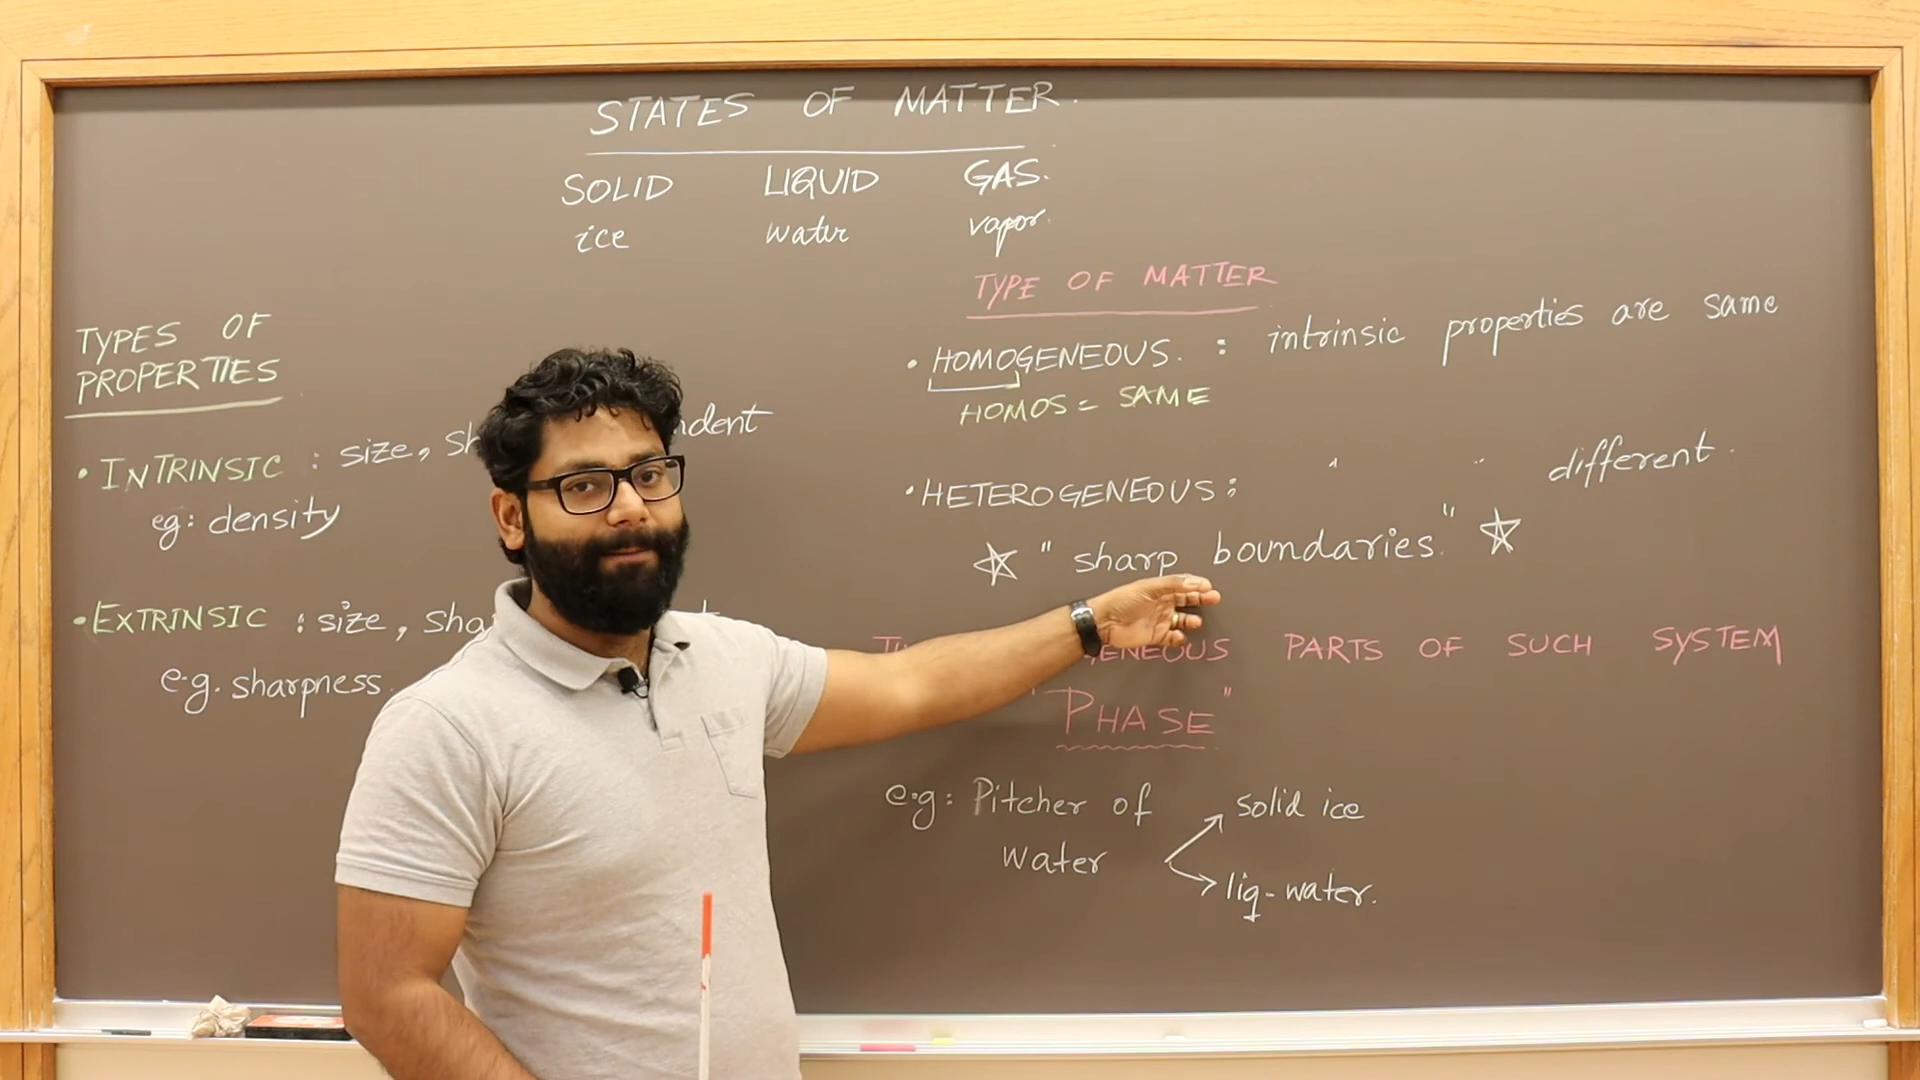 STATES OF MATTER.
SOLID LIQUID GAS.
ice water vapor.
TYPES OF
PROPERTIES
• INTRINSIC : size,
eg: density
• EXTRINSIC : size,
e.g. sharpness.
TYPE OF MATTER
• HOMOGENEOUS. : intrinsic properties are same
HOMOS = SAME
• HETEROGENEOUS: " " different.
☆ "sharp boundaries." ☆
PARTS OF SUCH SYSTEM
"PHASE"
e.g: Pitcher of
water
solid ice
liq-water.